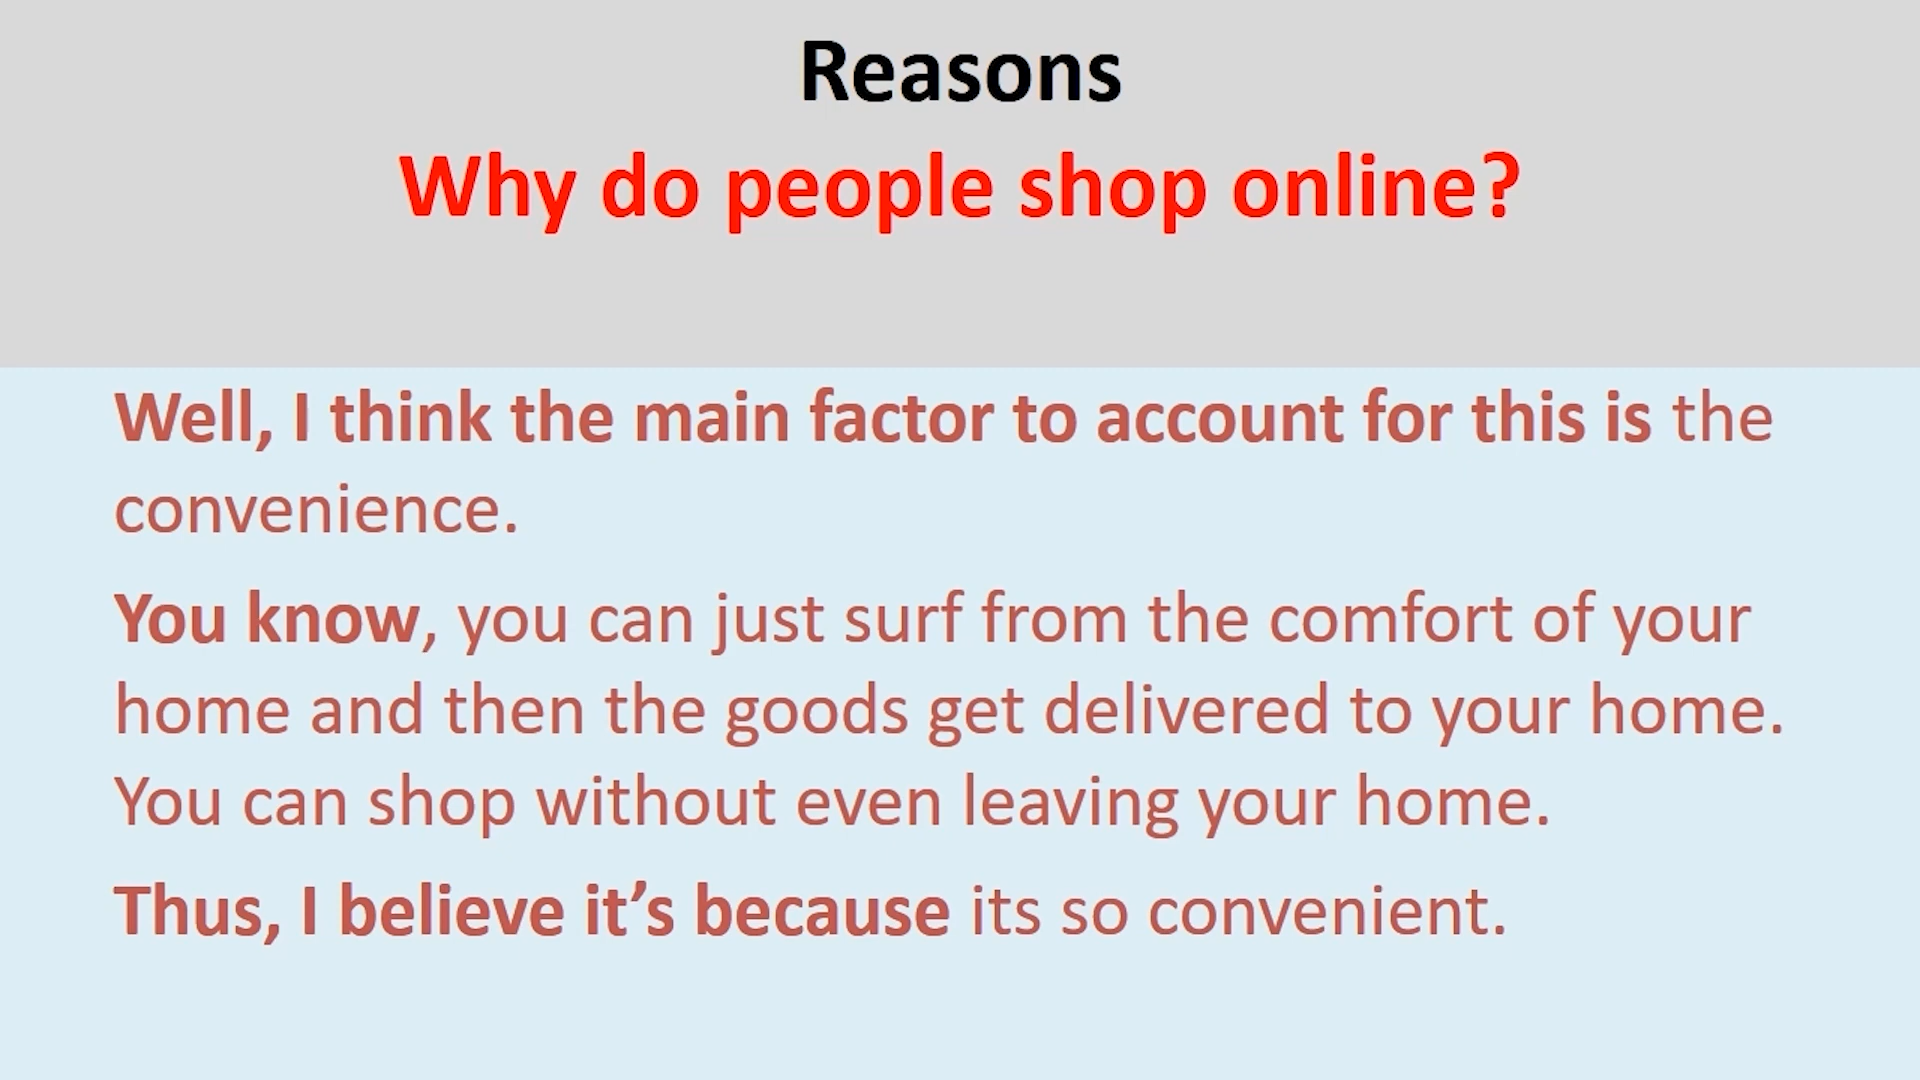 Reasons
Why do people shop online?
Well, I think the main factor to account for this is the
convenience.
You know, you can just surf from the comfort of your
home and then the goods get delivered to your home.
You can shop without even leaving your home.
Thus, I believe it’s because its so convenient.